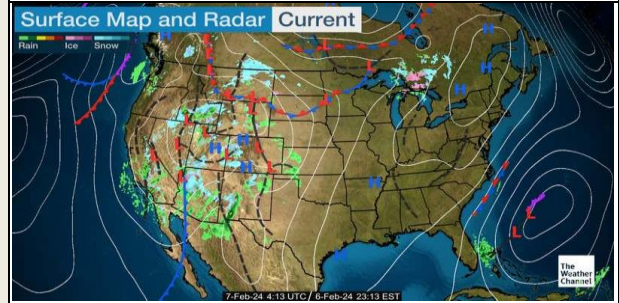 Surface Map and Radar Current
Rain Ice Snow
H
L
L
H
L
H
H
L
L
L
L
L
H
L
L
L
H
L
L
H
L
L
H
L
L
H
The
Weather
Channel
7-Feb-24 4:13 UTC / 6-Feb-24 23:13 EST